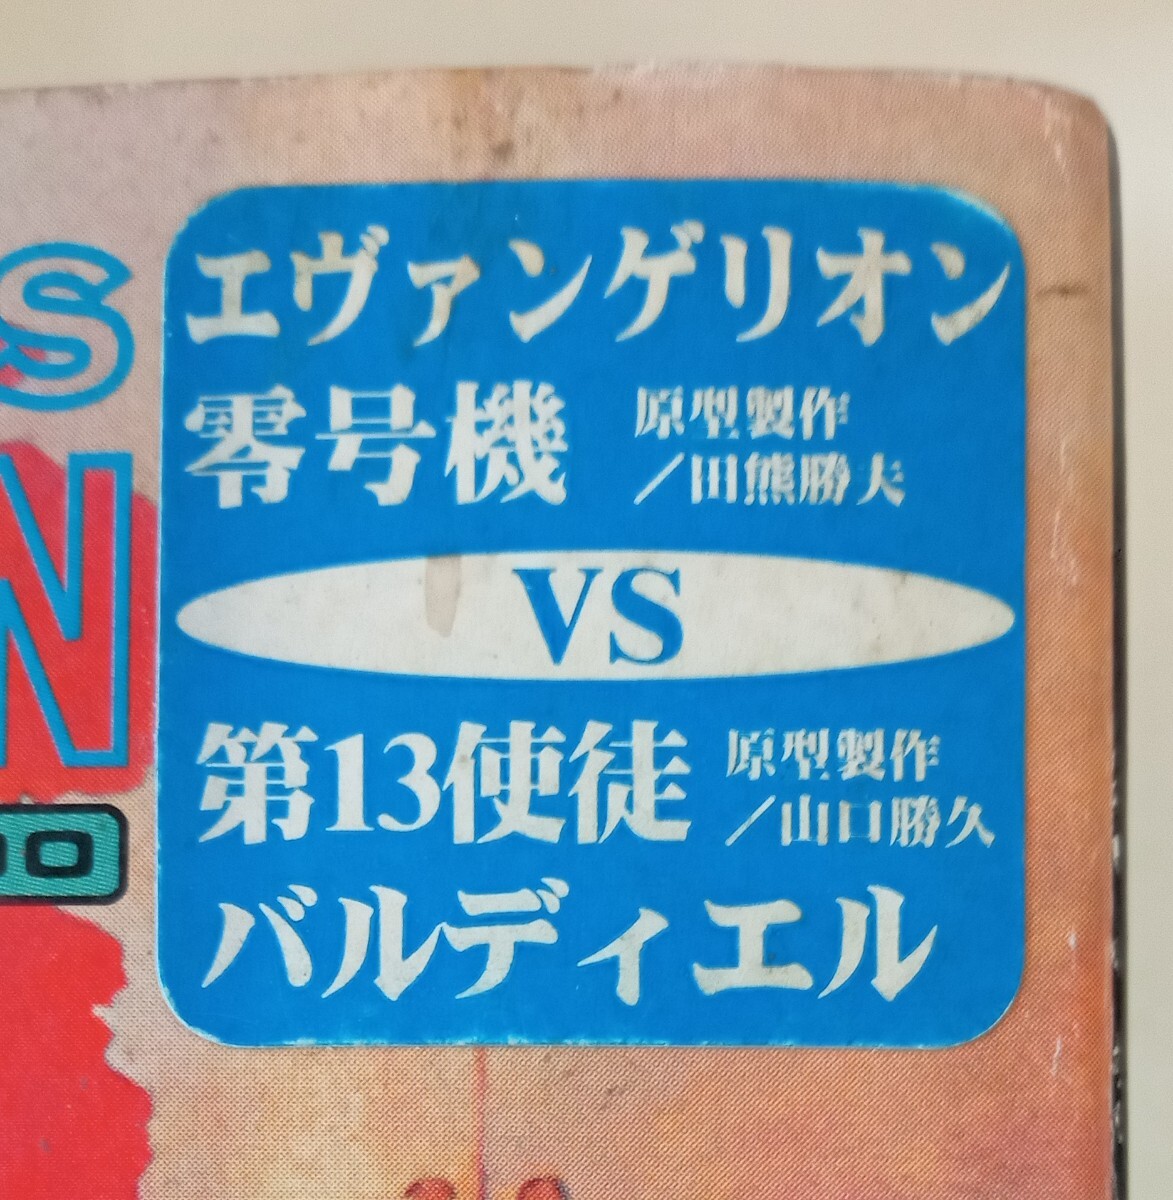 エヴァンゲリオン
零号機
原型製作
／田熊勝夫
VS
第13使徒
原型製作
／山口勝久
バルディエル
S
N
00